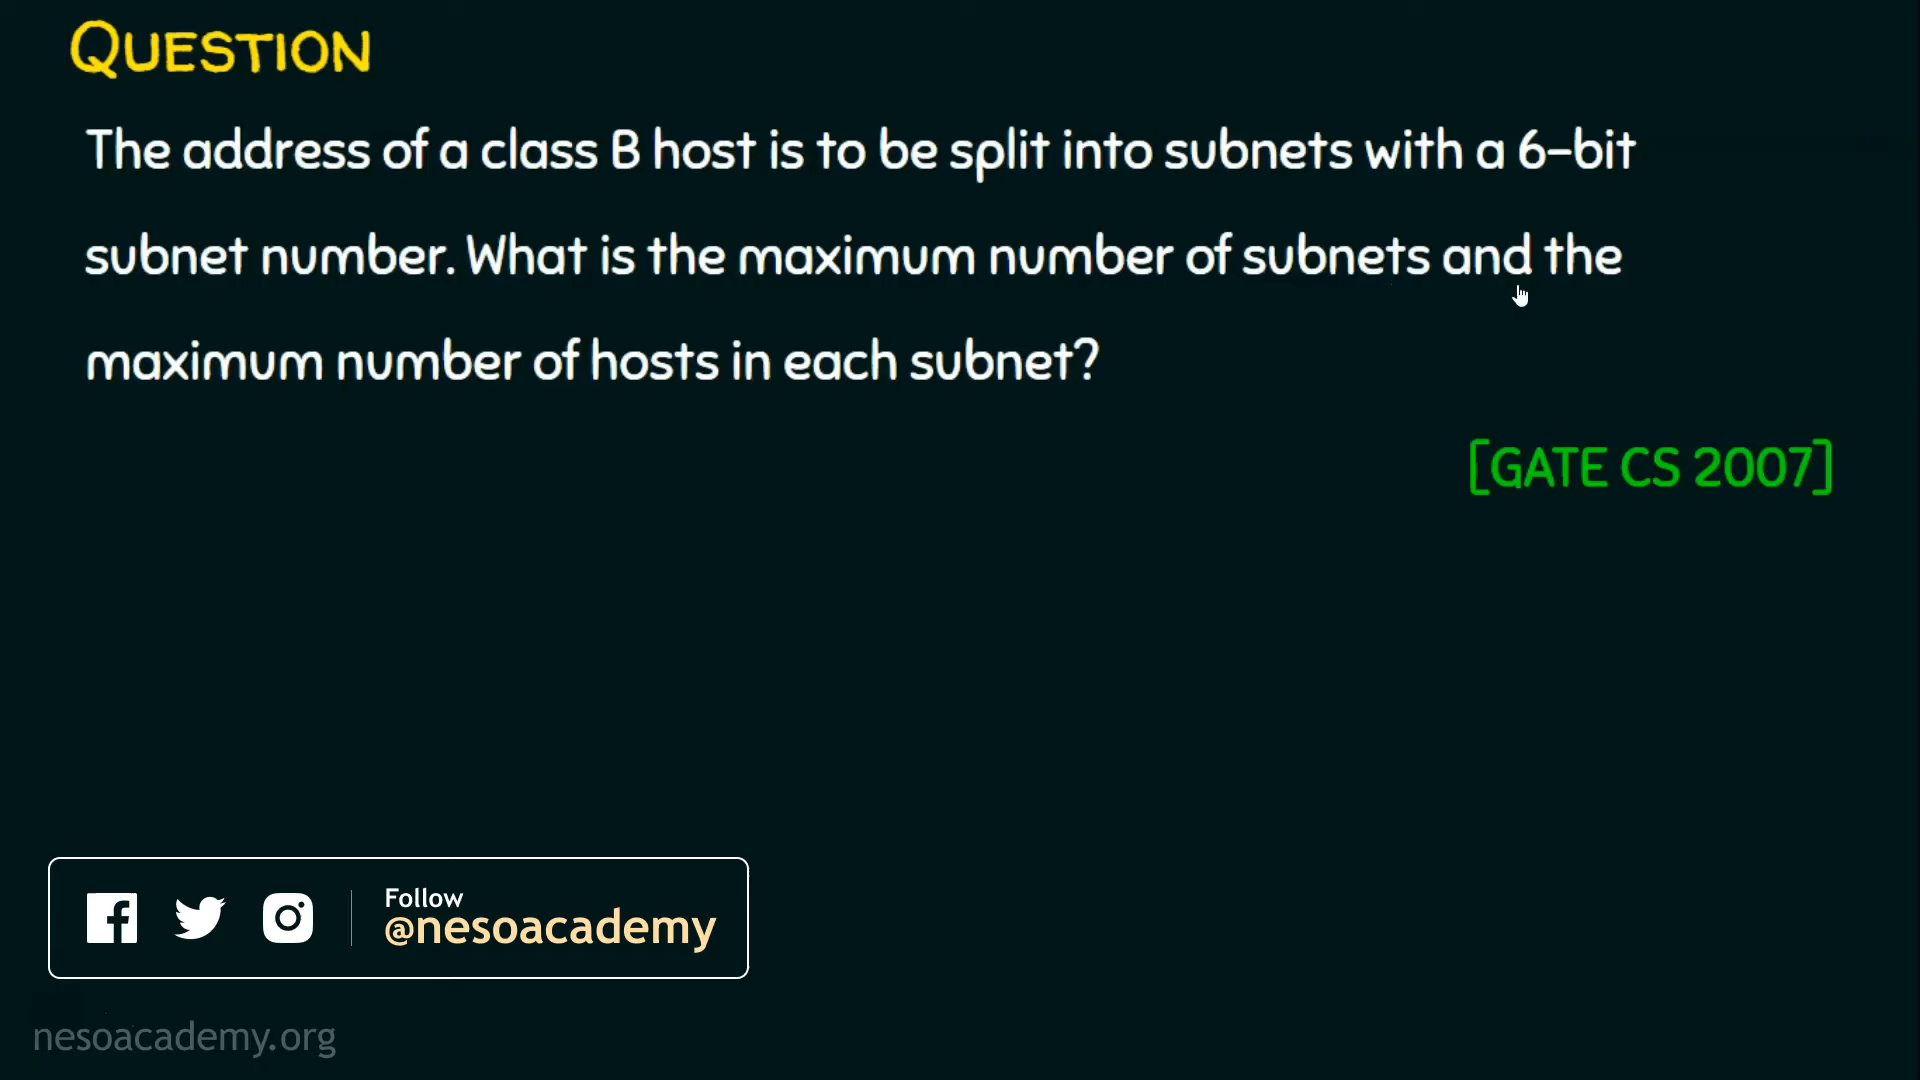 QUESTION
The address of a class B host is to be split into subnets with a 6-bit
subnet number. What is the maximum number of subnets and the
maximum number of hosts in each subnet?
[GATE CS 2007]
Follow
@nesoacademy
nesoacademy.org